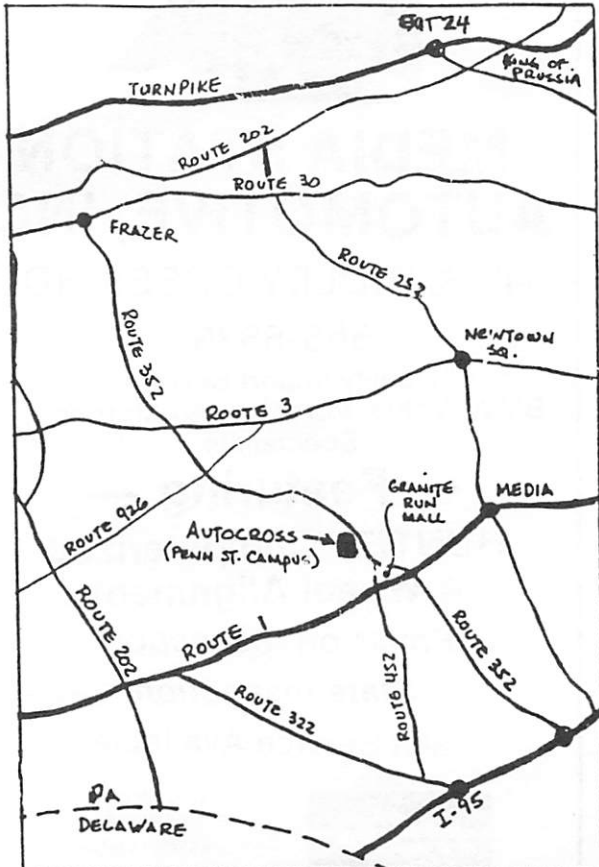 EXIT 24
KING OF
PRUSSIA
TURNPIKE
ROUTE 202
ROUTE 30
FRAZER
ROUTE 252
NEWTOWN
SQ.
ROUTE 352
ROUTE 3
GRANITE
RUN
MALL
MEDIA
ROUTE 926
AUTOCROSS
(PENN ST. CAMPUS)
ROUTE 202
ROUTE 1
ROUTE 452
ROUTE 352
ROUTE 322
I-95
PA
DELAWARE